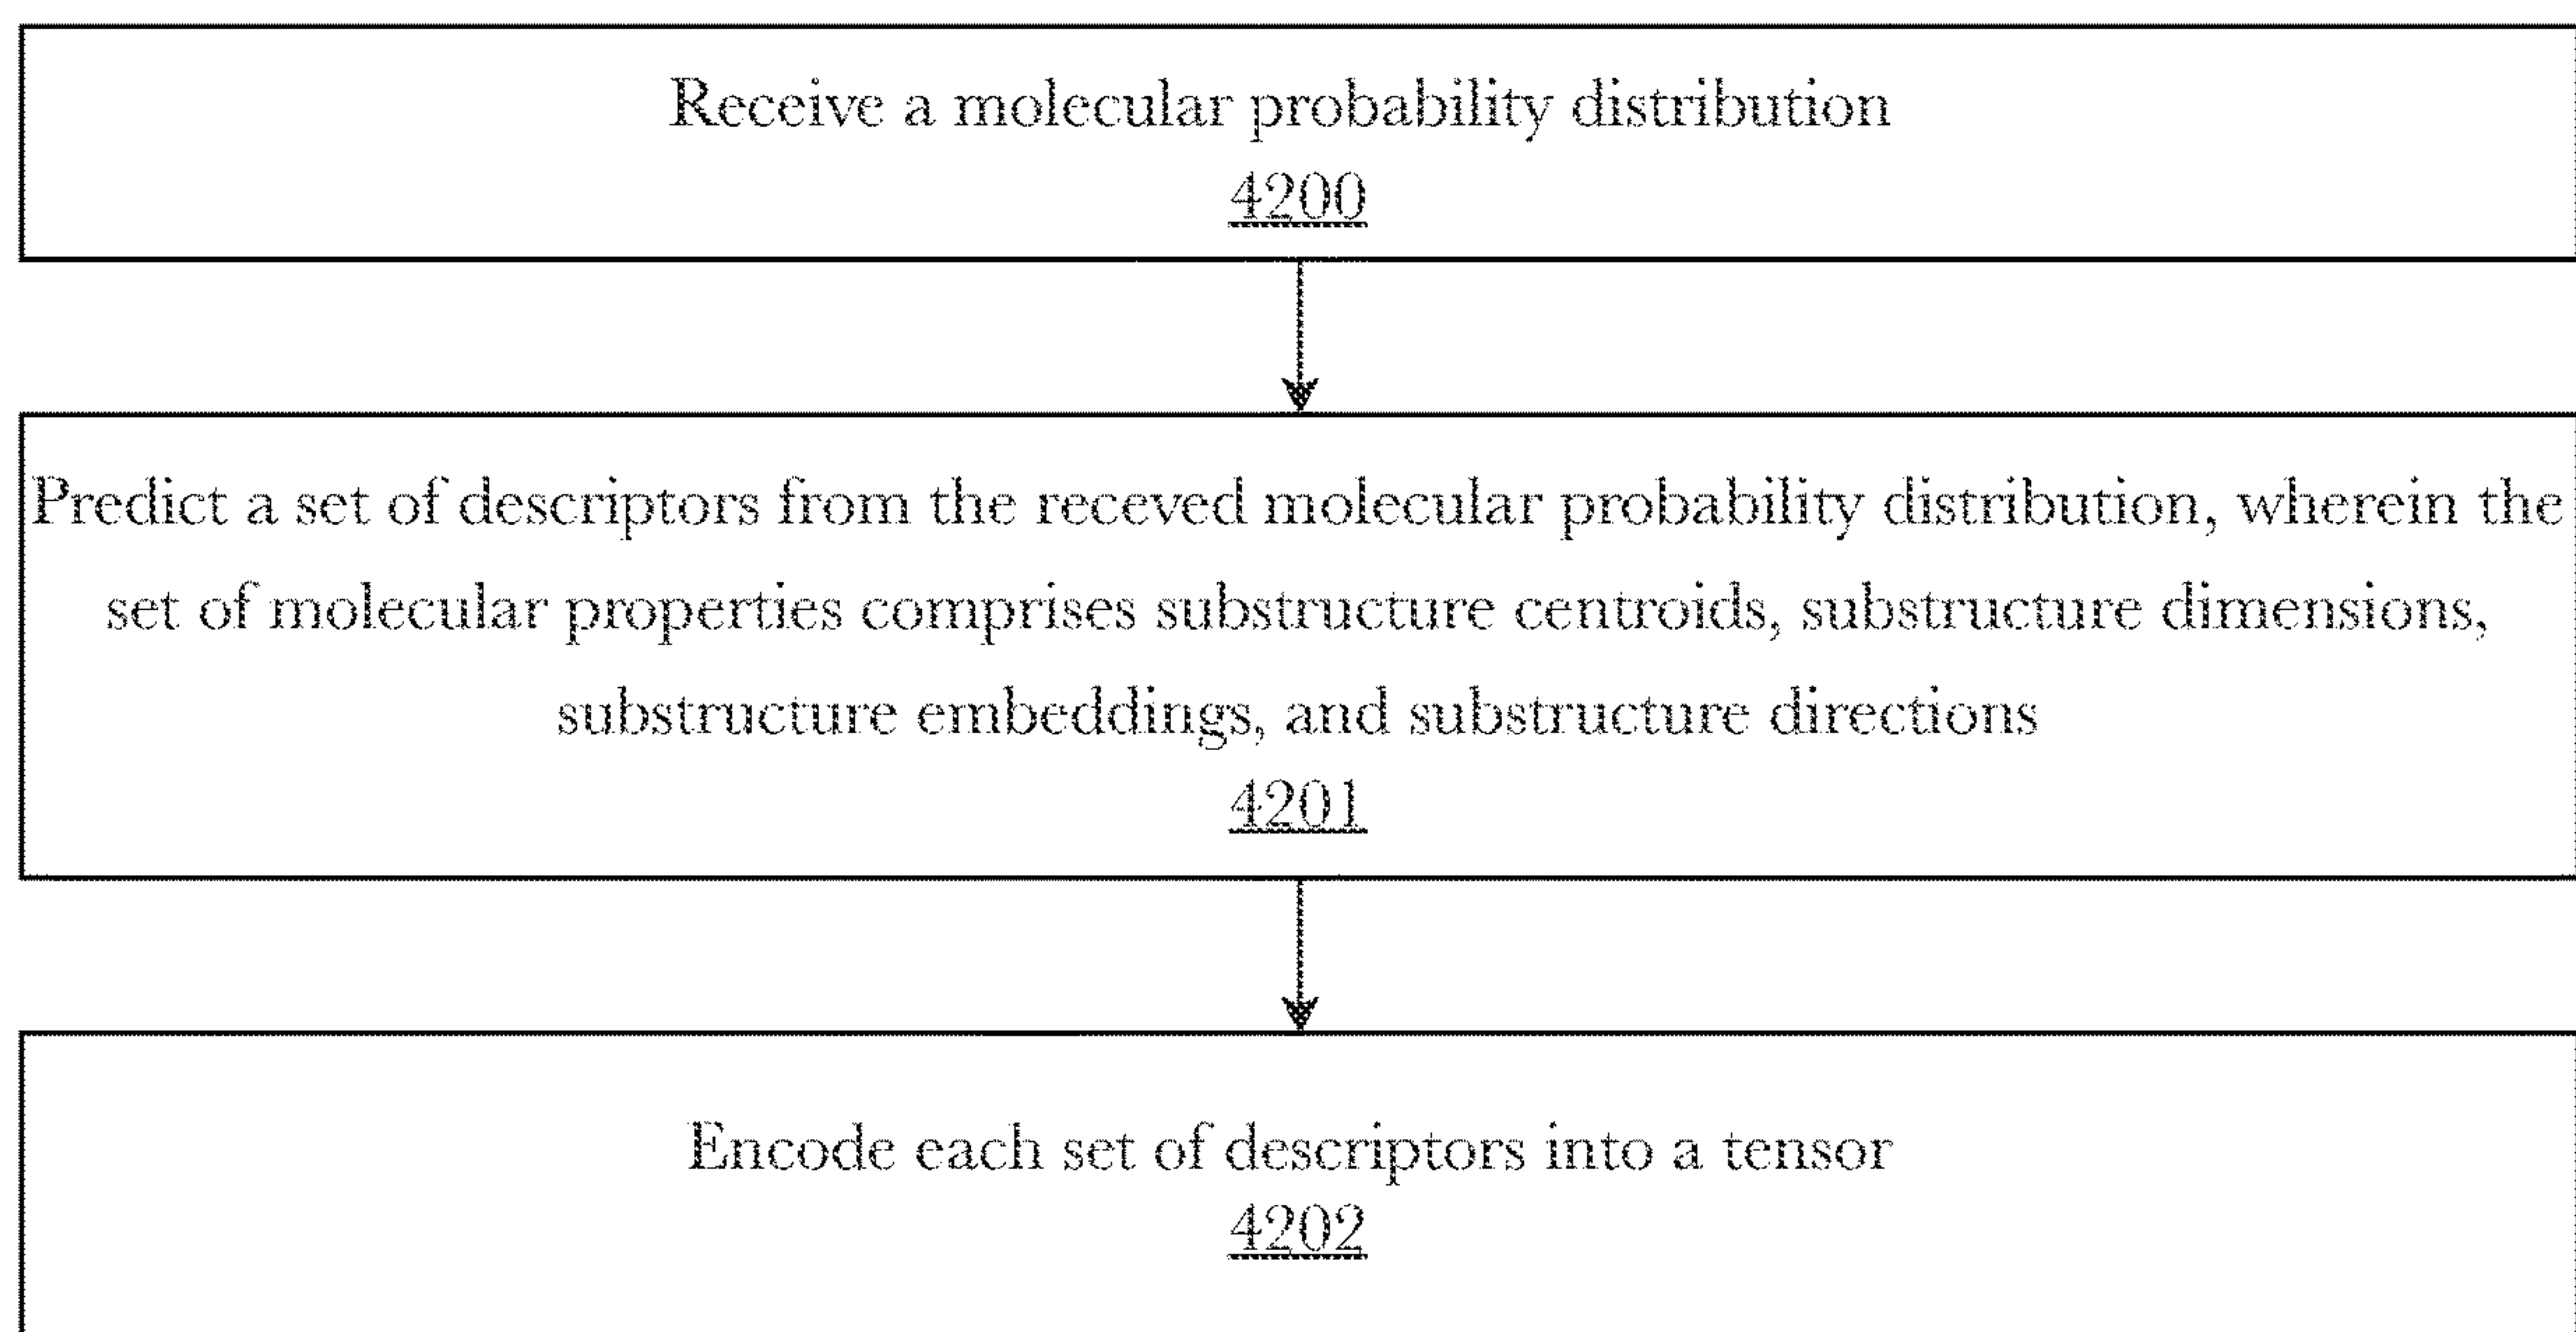 Receive a molecular probability distribution
4200
Predict a set of descriptors from the receved molecular probability distribution, wherein the
set of molecular properties comprises substructure centroids, substructure dimensions,
substructure embeddings, and substructure directions
4201
Encode each set of descriptors into a tensor
4202